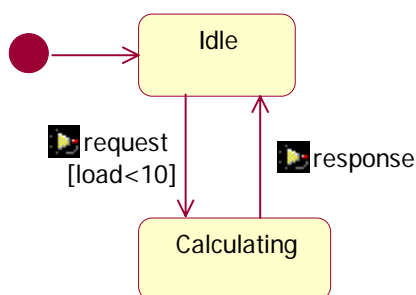 Idle
request
[load<10]
response
Calculating